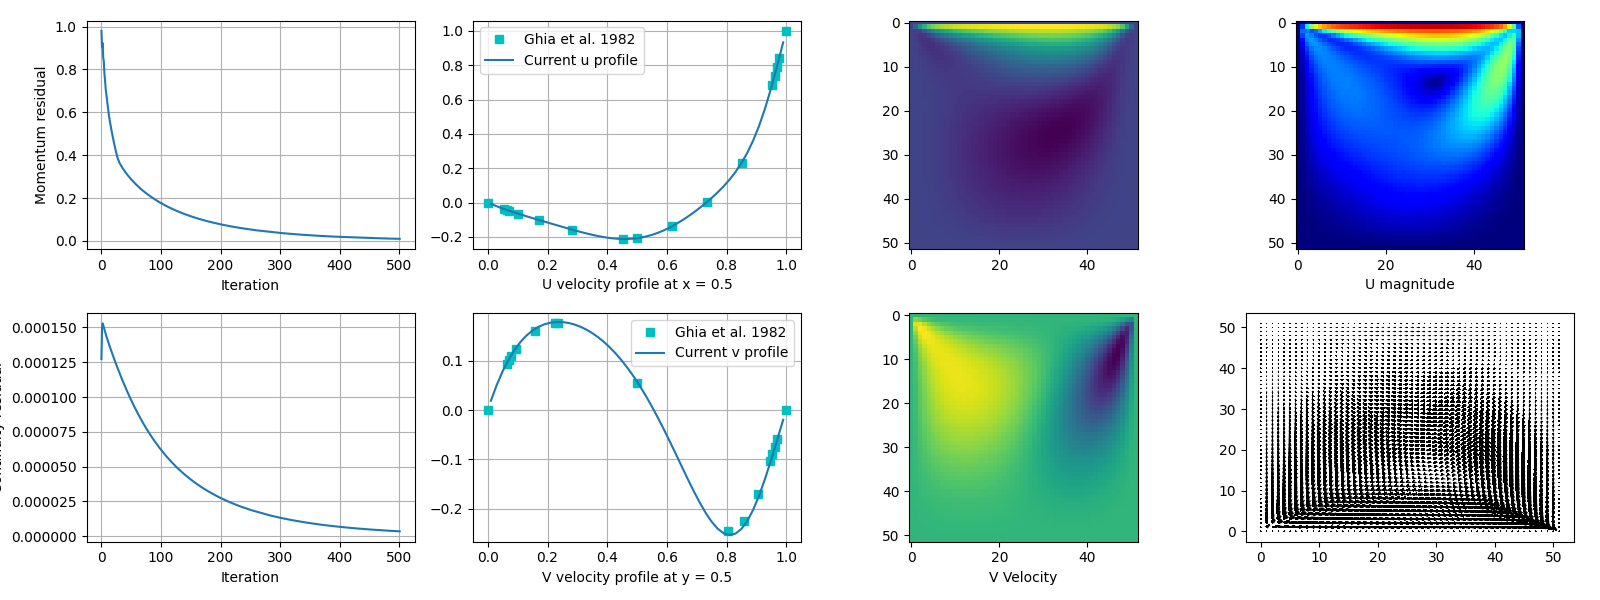 1.0
0.8
0.6
0.4
0.2
0.0
Momentum residual
0 100 200 300 400 500
Iteration
1.0
0.8
0.6
0.4
0.2
0.0
−0.2
Ghia et al. 1982
Current u profile
0.0 0.2 0.4 0.6 0.8 1.0
U velocity profile at x = 0.5
0
10
20
30
40
50
0 20 40
0
10
20
30
40
50
0 20 40
U magnitude
0.000150
0.000125
0.000100
0.000075
0.000050
0.000025
0.000000
0 100 200 300 400 500
Iteration
0.1
0.0
−0.1
−0.2
Ghia et al. 1982
Current v profile
0.0 0.2 0.4 0.6 0.8 1.0
V velocity profile at y = 0.5
0
10
20
30
40
50
0 20 40
V Velocity
50
40
30
20
10
0
0 10 20 30 40 50